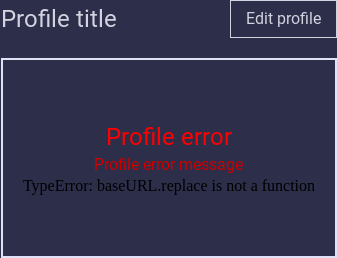 Profile title
Edit profile
Profile error
Profile error message
TypeError: baseURL.replace is not a function